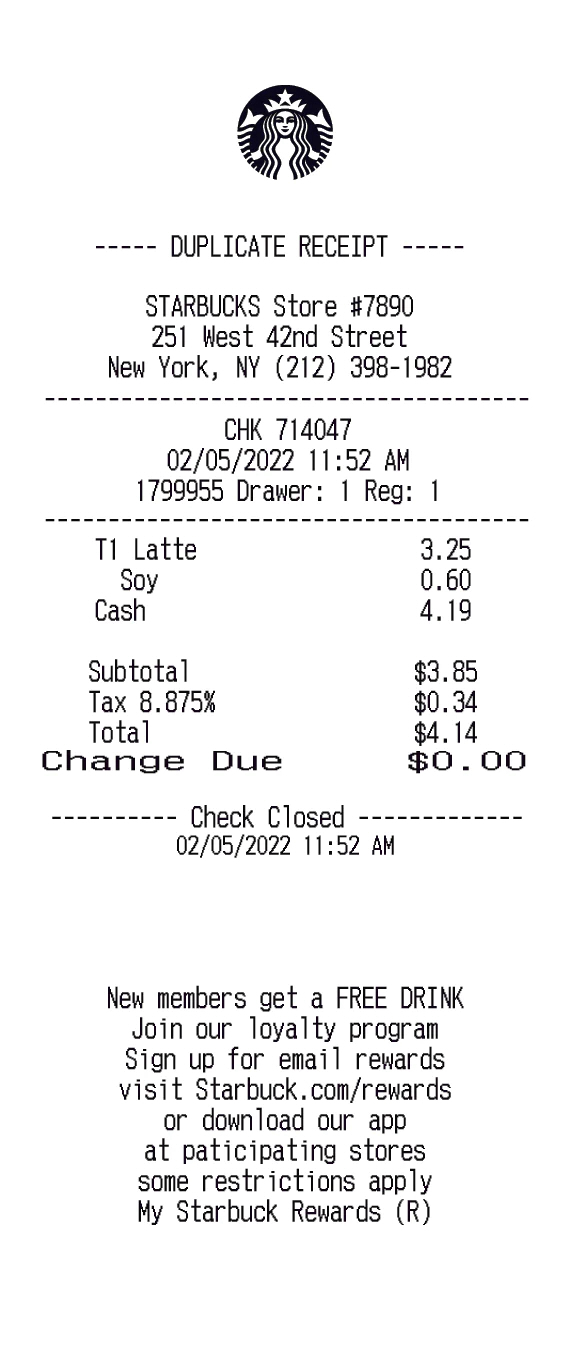 ----- DUPLICATE RECEIPT -----
STARBUCKS Store #7890
251 West 42nd Street
New York, NY (212) 398-1982
--------------------------------------
CHK 714047
02/05/2022 11:52 AM
1799955 Drawer: 1 Reg: 1
--------------------------------------
T1 Latte 3.25
Soy 0.60
Cash 4.19
Subtotal $3.85
Tax 8.875% $0.34
Total $4.14
Change Due $0.00
---------- Check Closed -------------
02/05/2022 11:52 AM
New members get a FREE DRINK
Join our loyalty program
Sign up for email rewards
visit Starbuck.com/rewards
or download our app
at paticipating stores
some restrictions apply
My Starbuck Rewards (R)